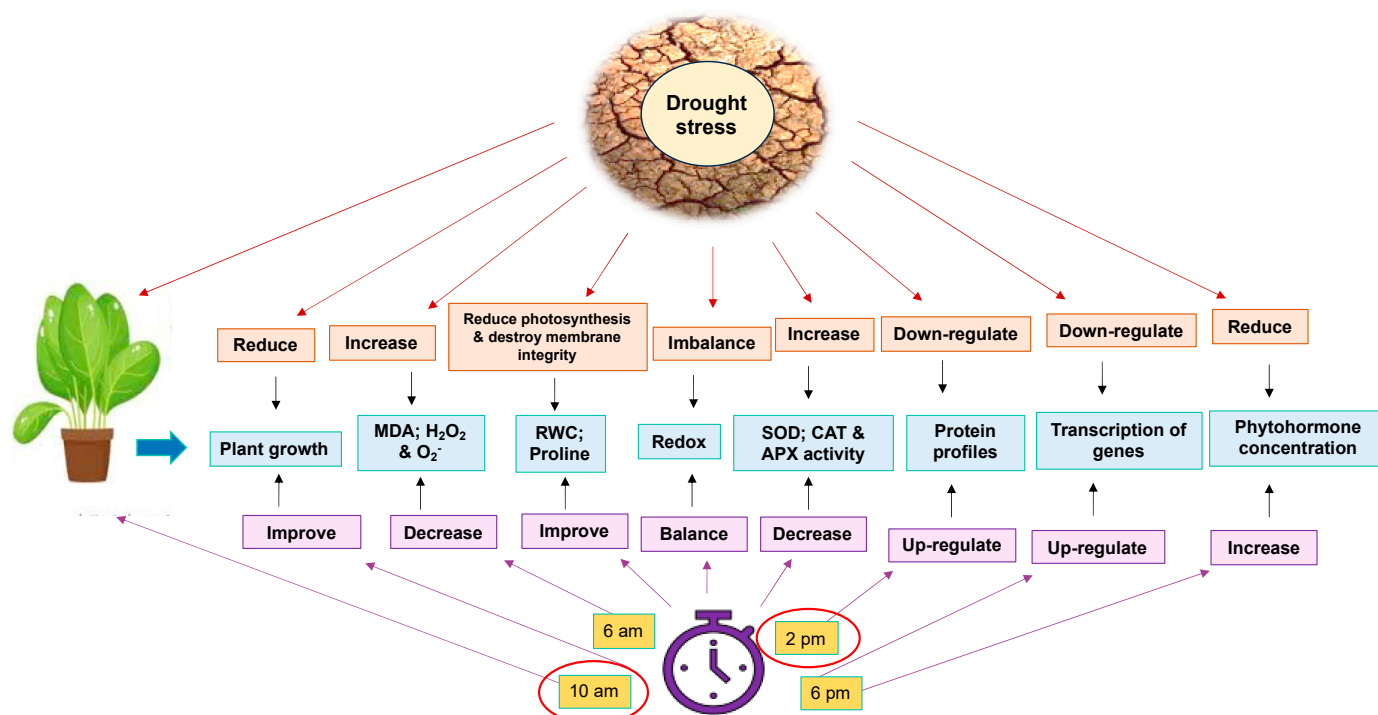 Drought
stress
Reduce
Increase
Reduce photosynthesis
& destroy membrane
integrity
Imbalance
Increase
Down-regulate
Down-regulate
Reduce
Plant growth
MDA; H₂O₂
& O₂⁻
RWC;
Proline
Redox
SOD; CAT &
APX activity
Protein
profiles
Transcription of
genes
Phytohormone
concentration
Improve
Decrease
Improve
Balance
Decrease
Up-regulate
Up-regulate
Increase
6 am
2 pm
10 am
6 pm